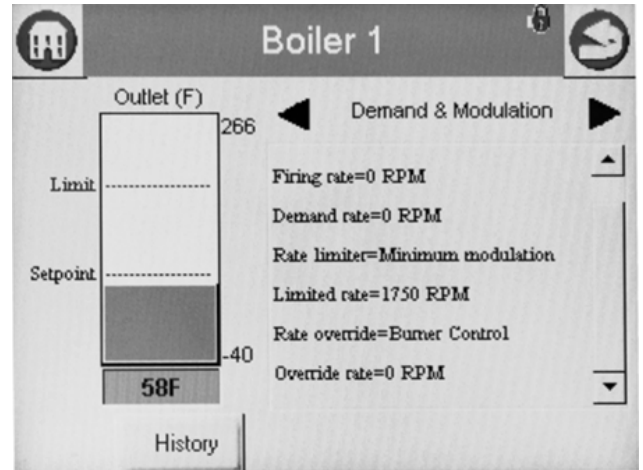 Boiler 1
Outlet (F)
266
Limit
Setpoint
-40
58F
History
Demand & Modulation
Firing rate=0 RPM
Demand rate=0 RPM
Rate limiter=Minimum modulation
Limited rate=1750 RPM
Rate override=Burner Control
Override rate=0 RPM